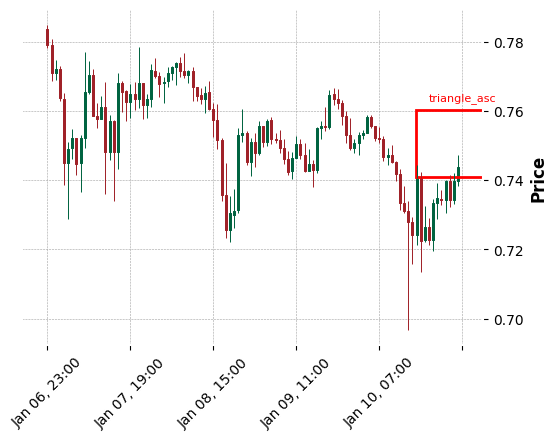 0.78
triangle_asc
0.76
0.74
Price
0.72
0.70
Jan 06, 23:00
Jan 07, 19:00
Jan 08, 15:00
Jan 09, 11:00
Jan 10, 07:00